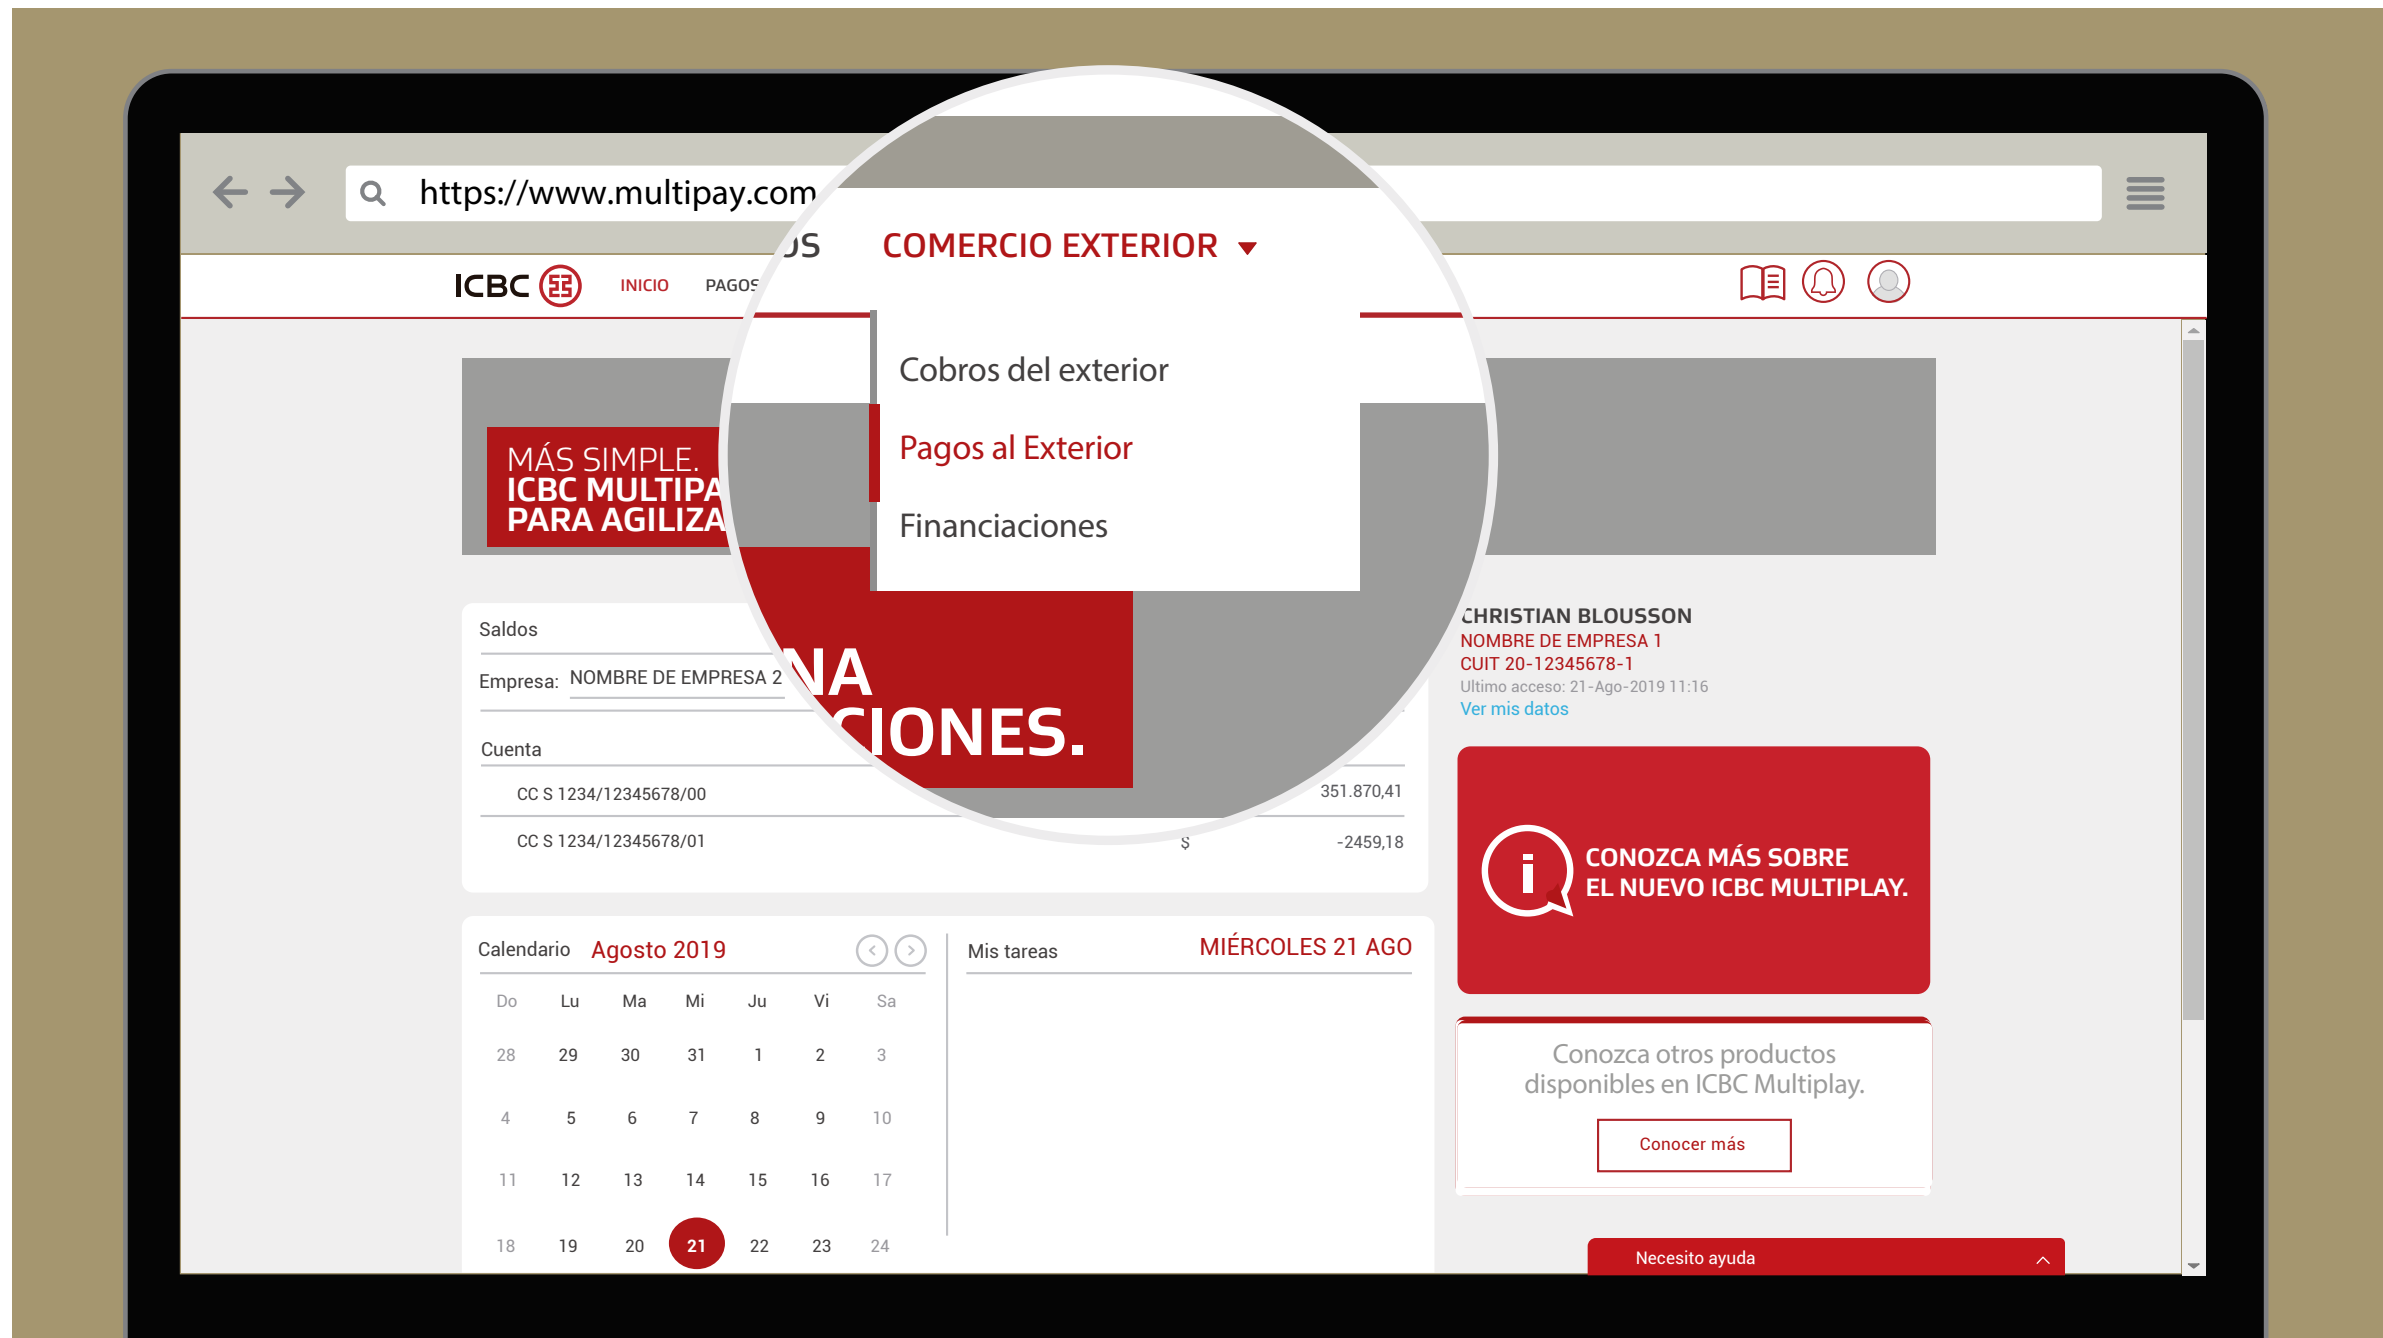 https://www.multipay.com
COMERCIO EXTERIOR
ICBC
INICIO
PAGOS
Cobros del exterior
Pagos al Exterior
Financiaciones
MÁS SIMPLE.
ICBC MULTIPA
PARA AGILIZA
NA
CIONES.
Saldos
Empresa: NOMBRE DE EMPRESA 2
Cuenta
CC S 1234/12345678/00 351.870,41
CC S 1234/12345678/01 $ -2459,18
CHRISTIAN BLOUSSON
NOMBRE DE EMPRESA 1
CUIT 20-12345678-1
Ultimo acceso: 21-Ago-2019 11:16
Ver mis datos
i
CONOZCA MÁS SOBRE
EL NUEVO ICBC MULTIPLAY.
Calendario Agosto 2019
Do Lu Ma Mi Ju Vi Sa
28 29 30 31 1 2 3
4 5 6 7 8 9 10
11 12 13 14 15 16 17
18 19 20 21 22 23 24
Mis tareas MIÉRCOLES 21 AGO
Conozca otros productos
disponibles en ICBC Multiplay.
Conocer más
Necesito ayuda